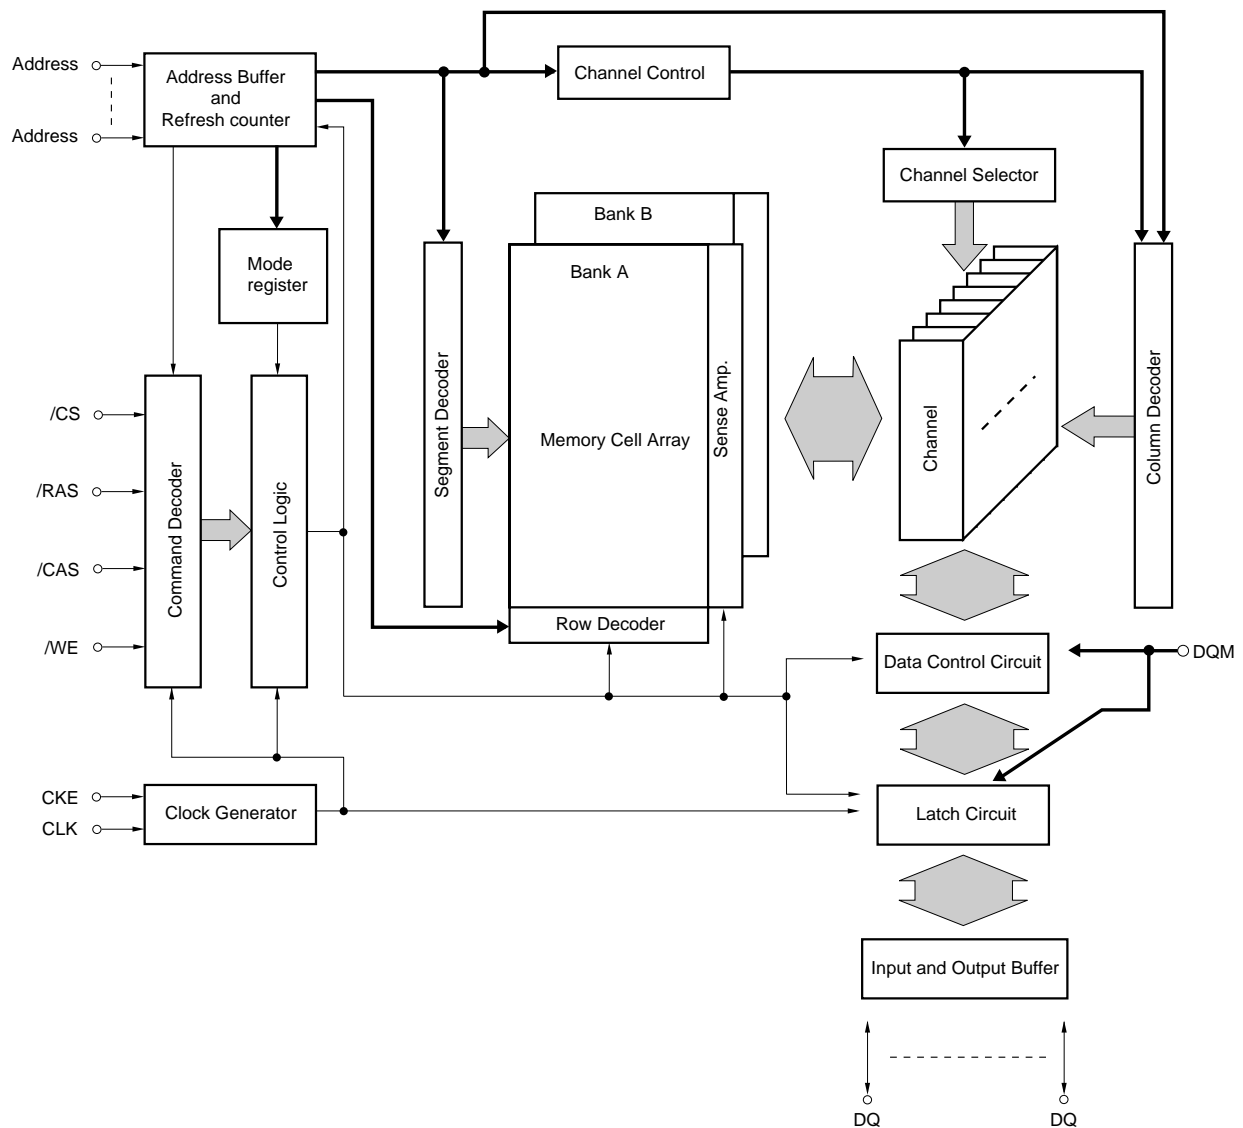 Address
Address
Address Buffer
and
Refresh counter
Channel Control
Channel Selector
Mode
register
Bank B
Bank A
Memory Cell Array
Sense Amp.
Segment Decoder
Row Decoder
Channel
Column Decoder
/CS
/RAS
/CAS
/WE
Command Decoder
Control Logic
Data Control Circuit
DQM
CKE
CLK
Clock Generator
Latch Circuit
Input and Output Buffer
DQ
DQ